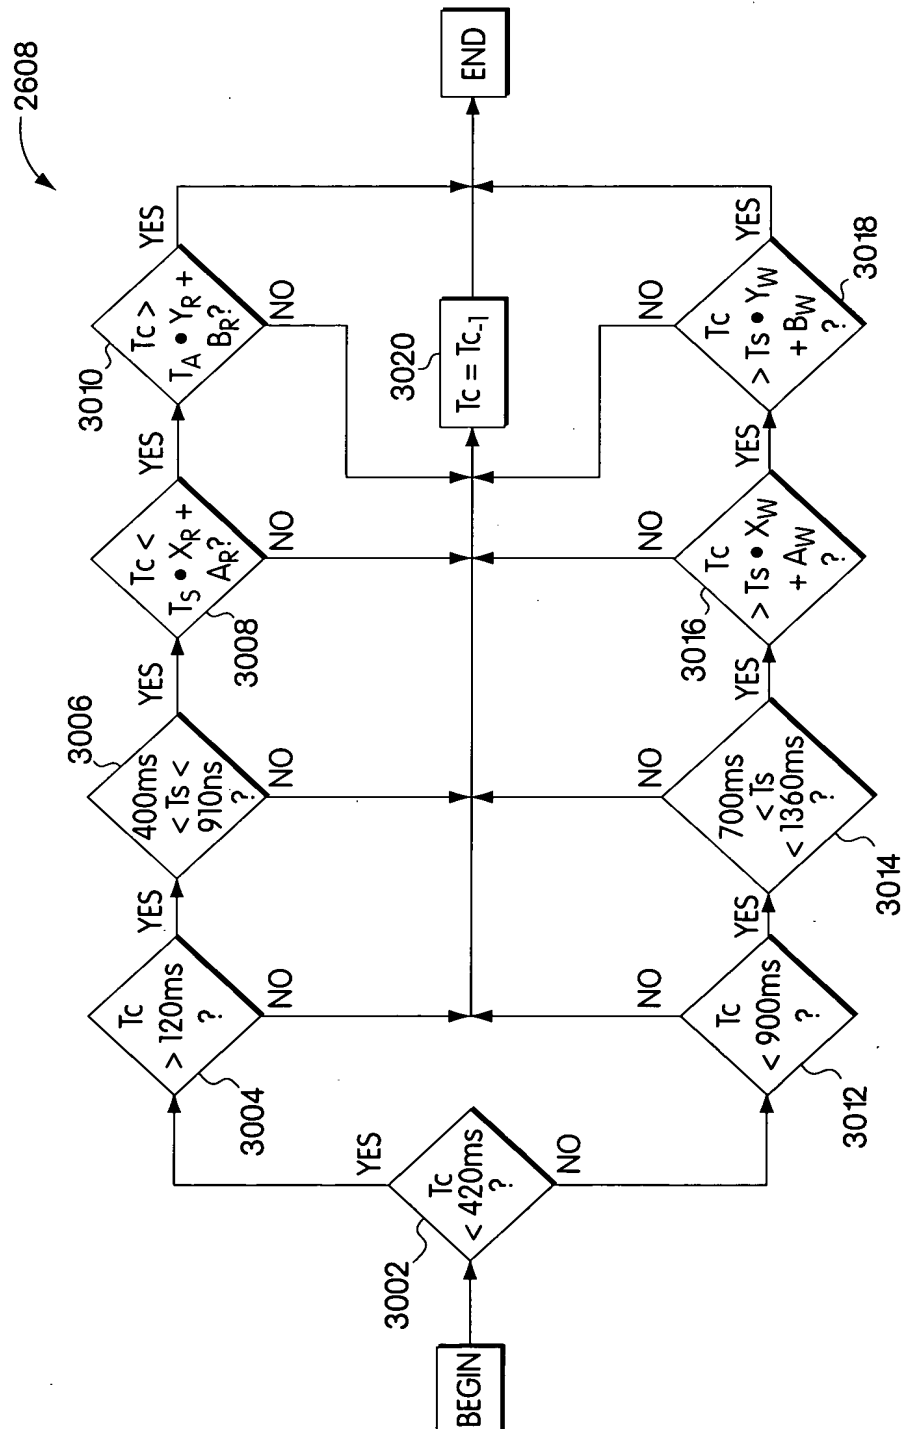 2608
BEGIN
3002
Tc
< 420ms
?
YES
NO
3004
Tc
> 120ms
?
YES
NO
3006
400ms
< Ts <
910ns
?
YES
NO
3008
Tc <
TS • XR +
AR?
YES
NO
3010
Tc >
TA • YR +
BR?
YES
NO
3012
Tc
< 900ms
?
YES
NO
3014
700ms
< Ts
< 1360ms
?
YES
NO
3016
Tc
> Ts • XW
+ AW
?
YES
NO
3018
Tc
> Ts • YW
+ BW
?
YES
NO
3020
Tc = Tc-1
END